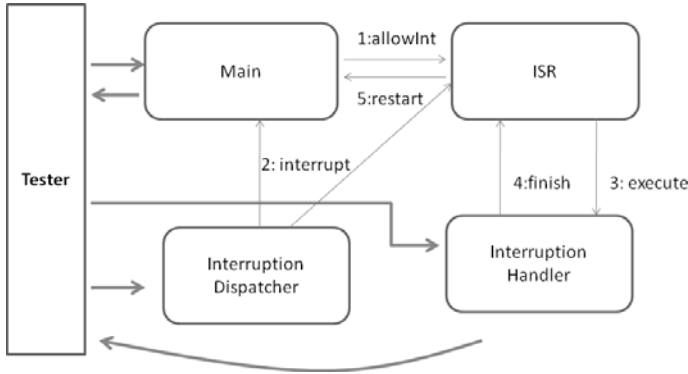 1:allowInt
Main
ISR
5:restart
2: interrupt
Tester
4:finish
3: execute
Interruption
Dispatcher
Interruption
Handler